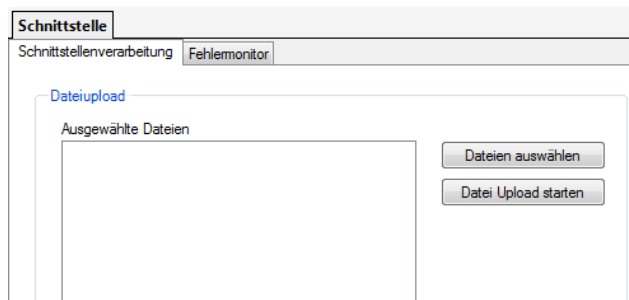 Schnittstelle
Schnittstellenverarbeitung Fehlermonitor
Dateiupload
Ausgewählte Dateien
Dateien auswählen
Datei Upload starten